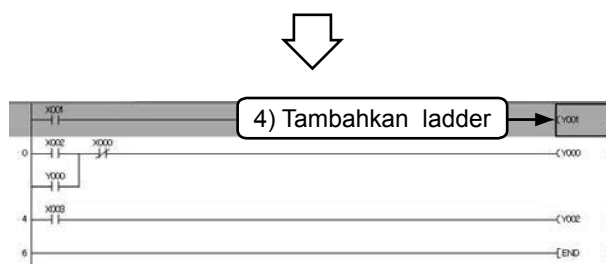 X001
4) Tambahkan ladder
(Y001
0 X002 X000 (Y000
Y000
4 X003 (Y002
6 [END